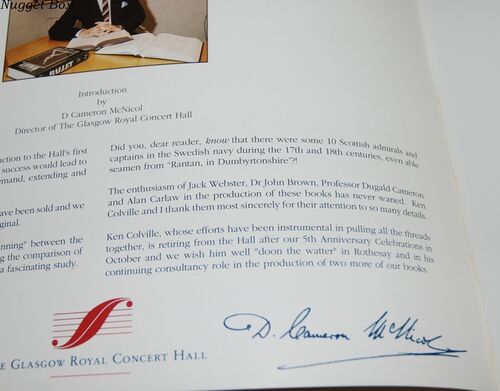 Nugget Box
BALLET
Introduction
by
D Cameron McNicol
Director of The Glasgow Royal Concert Hall
ction to the Hall's first
success would lead to
emand, extending and
ave been sold and we
iginal.
nning" between the
g the comparison of
a fascinating study.
Did you, dear reader, know that there were some 10 Scottish admirals and
captains in the Swedish navy during the 17th and 18th centuries, even able
seamen from "Rantan, in Dumbyrtonshire"?!
The enthusiasm of Jack Webster, Dr John Brown, Professor Dugald Cameron
and Alan Carlaw in the production of these books has never waned. Ken
Colville and I thank them most sincerely for their attention to so many details.
Ken Colville, whose efforts have been instrumental in pulling all the threads
together, is retiring from the Hall after our 5th Anniversary Celebrations in
October and we wish him well "doon the watter" in Rothesay and in his
continuing consultancy role in the production of two more of our books.
D. Cameron McNicol
E GLASGOW ROYAL CONCERT HALL